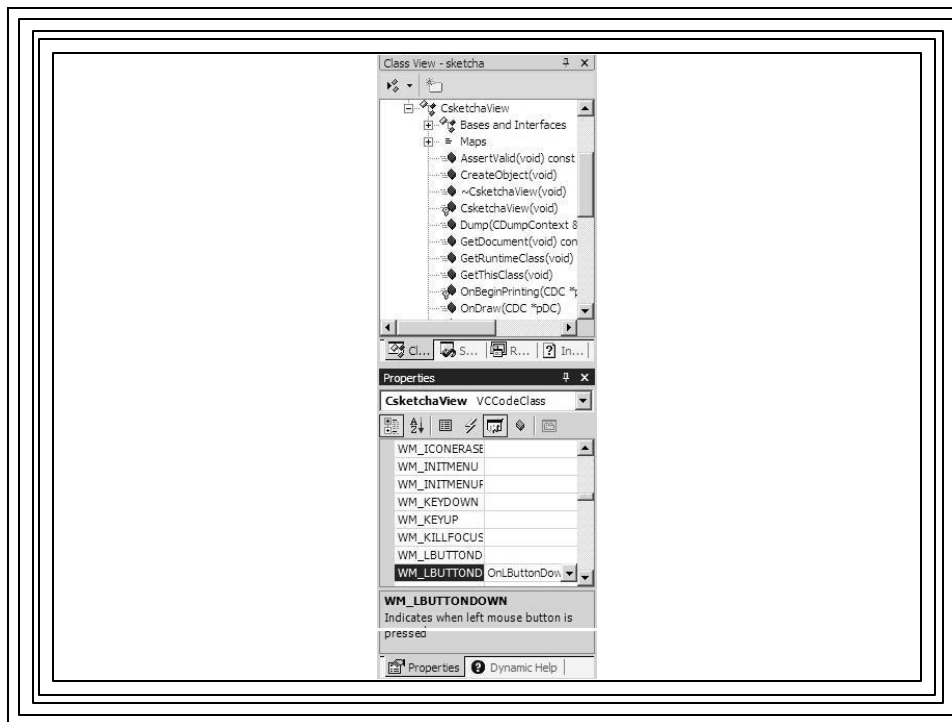 Class View - sketcha
CsketchaView
Bases and Interfaces
Maps
AssertValid(void) const
CreateObject(void)
~CsketchaView(void)
CsketchaView(void)
Dump(CDumpContext &
GetDocument(void) con
GetRuntimeClass(void)
GetThisClass(void)
OnBeginPrinting(CDC *p
OnDraw(CDC *pDC)
Cl... S... R... In...
Properties
CsketchaView VCCodeClass
WM_ICONERASE
WM_INITMENU
WM_INITMENUP
WM_KEYDOWN
WM_KEYUP
WM_KILLFOCUS
WM_LBUTTOND
WM_LBUTTOND OnLButtonDow
WM_LBUTTONDOWN
Indicates when left mouse button is
pressed
Properties Dynamic Help